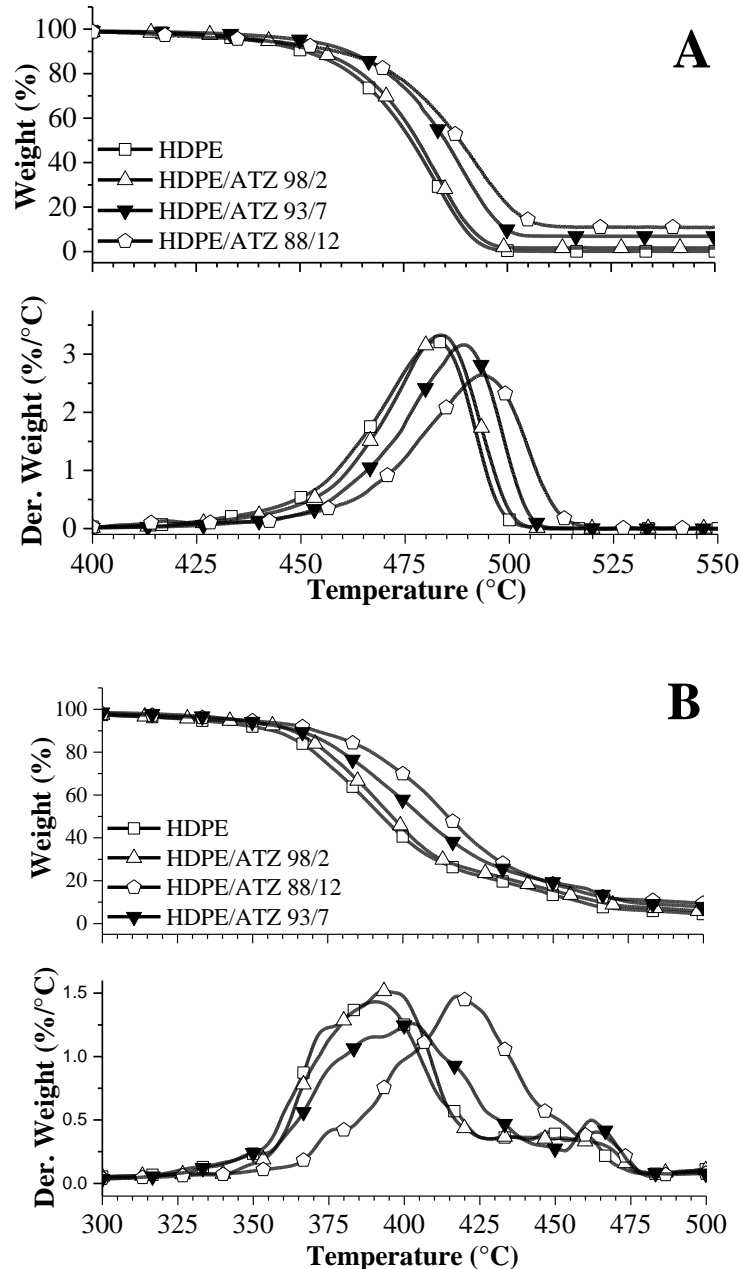 A
100
80
60
40
20
0
Weight (%)
HDPE
HDPE/ATZ 98/2
HDPE/ATZ 93/7
HDPE/ATZ 88/12
3
2
1
0
Der. Weight (%/°C)
400 425 450 475 500 525 550
Temperature (°C)
B
100
80
60
40
20
0
Weight (%)
HDPE
HDPE/ATZ 98/2
HDPE/ATZ 88/12
HDPE/ATZ 93/7
1.5
1.0
0.5
0.0
Der. Weight (%/°C)
300 325 350 375 400 425 450 475 500
Temperature (°C)